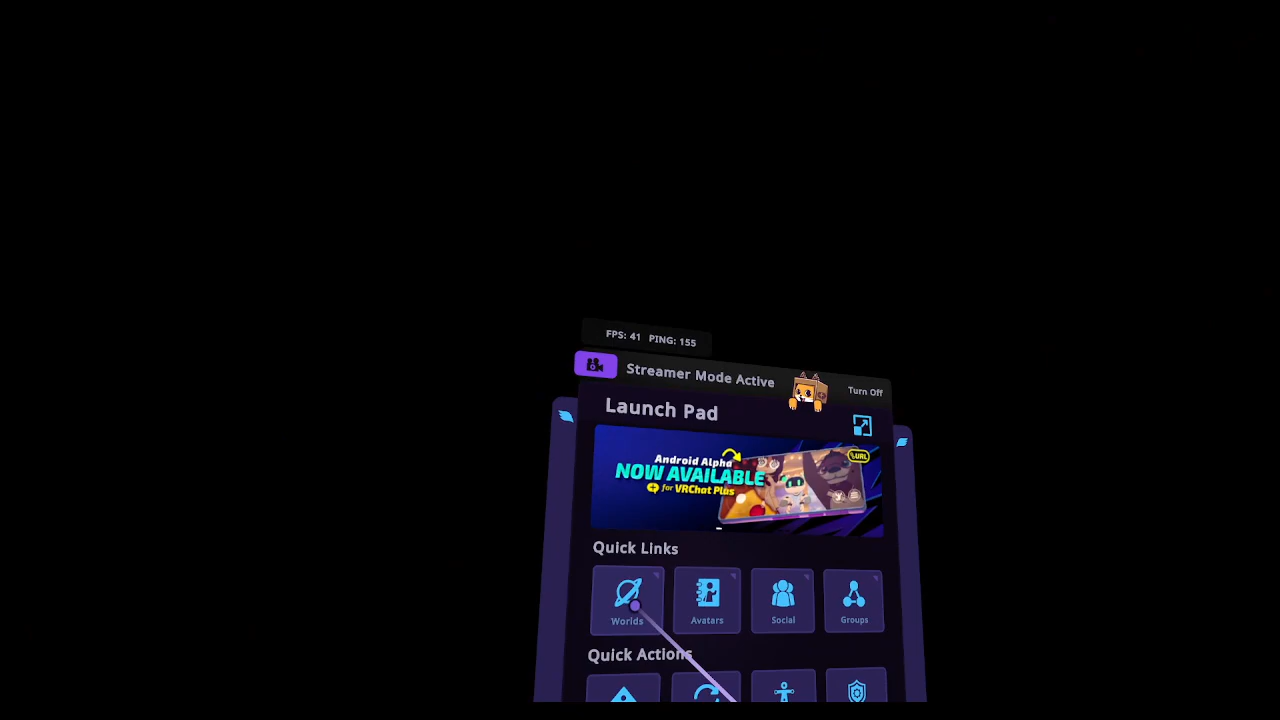 FPS: 41 PING: 155
Streamer Mode Active
Turn Off
Launch Pad
Android Alpha
NOW AVAILABLE
for VRChat Plus
URL
Quick Links
Worlds
Avatars
Social
Groups
Quick Actions